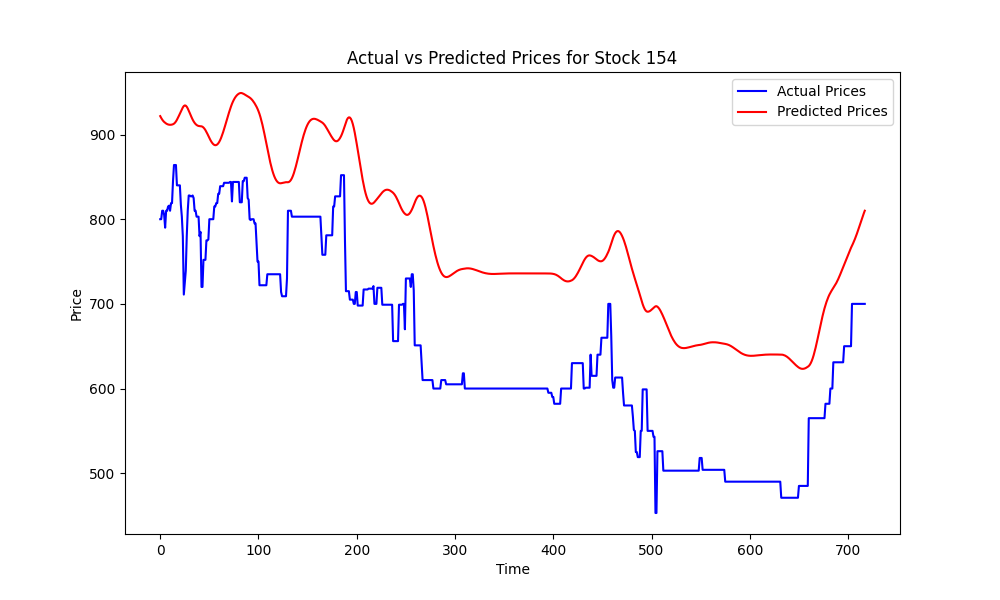 Actual vs Predicted Prices for Stock 154
Actual Prices
Predicted Prices
Price
900
800
700
600
500
0 100 200 300 400 500 600 700
Time